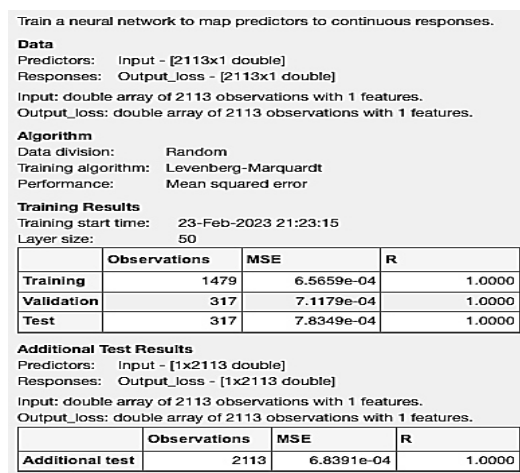 Train a neural network to map predictors to continuous responses.
Data
Predictors: Input - [2113x1 double]
Responses: Output_loss - [2113x1 double]
Input: double array of 2113 observations with 1 features.
Output_loss: double array of 2113 observations with 1 features.
Algorithm
Data division: Random
Training algorithm: Levenberg-Marquardt
Performance: Mean squared error
Training Results
Training start time: 23-Feb-2023 21:23:15
Layer size: 50
Observations MSE R
Training 1479 6.5659e-04 1.0000
Validation 317 7.1179e-04 1.0000
Test 317 7.8349e-04 1.0000
Additional Test Results
Predictors: Input - [1x2113 double]
Responses: Output_loss - [1x2113 double]
Input: double array of 2113 observations with 1 features.
Output_loss: double array of 2113 observations with 1 features.
Observations MSE R
Additional test 2113 6.8391e-04 1.0000